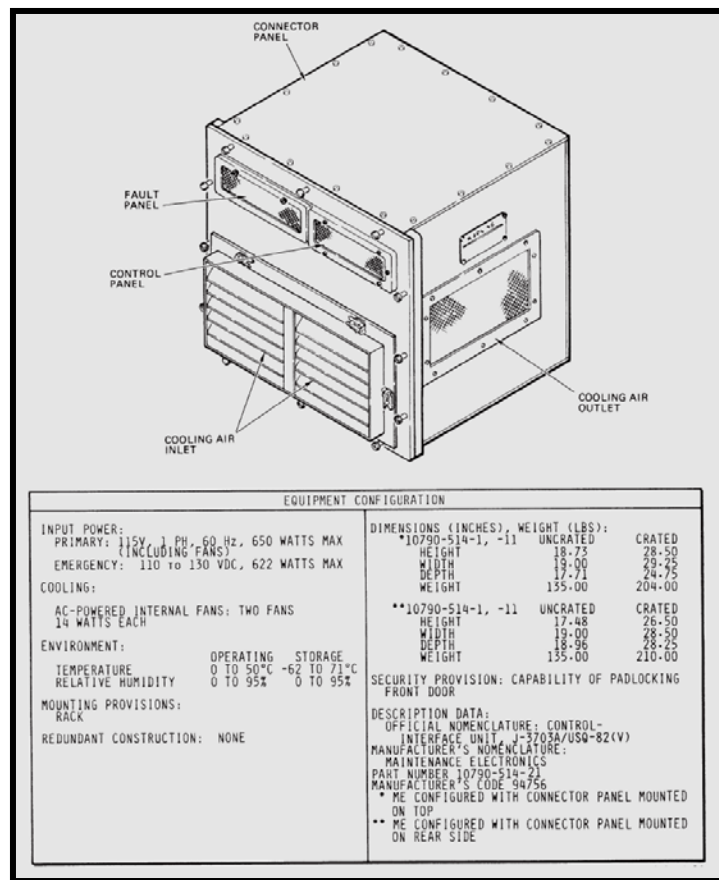 CONNECTOR
PANEL
FAULT
PANEL
CONTROL
PANEL
COOLING AIR
OUTLET
COOLING AIR
INLET
EQUIPMENT CONFIGURATION
INPUT POWER:
PRIMARY: 115V, 1 PH, 60 Hz, 650 WATTS MAX
(INCLUDING FANS)
EMERGENCY: 110 TO 130 VDC, 622 WATTS MAX
COOLING:
AC-POWERED INTERNAL FANS: TWO FANS
14 WATTS EACH
ENVIRONMENT:
OPERATING STORAGE
TEMPERATURE 0 TO 50°C -62 TO 71°C
RELATIVE HUMIDITY 0 TO 95% 0 TO 95%
MOUNTING PROVISIONS:
RACK
REDUNDANT CONSTRUCTION: NONE
DIMENSIONS (INCHES), WEIGHT (LBS):
*10790-514-1, -11 UNCRATED CRATED
HEIGHT 18.73 28.50
WIDTH 19.00 29.25
DEPTH 17.71 24.75
WEIGHT 135.00 204.00
**10790-514-1, -11 UNCRATED CRATED
HEIGHT 17.48 26.50
WIDTH 19.00 28.50
DEPTH 18.96 28.25
WEIGHT 135.00 210.00
SECURITY PROVISION: CAPABILITY OF PADLOCKING
FRONT DOOR
DESCRIPTION DATA:
OFFICIAL NOMENCLATURE: CONTROL-
INTERFACE UNIT, J-3703A/USQ-82(V)
MANUFACTURER'S NOMENCLATURE:
MAINTENANCE ELECTRONICS
PART NUMBER 10790-514-21
MANUFACTURER'S CODE 94756
* ME CONFIGURED WITH CONNECTOR PANEL MOUNTED
ON TOP
** ME CONFIGURED WITH CONNECTOR PANEL MOUNTED
ON REAR SIDE